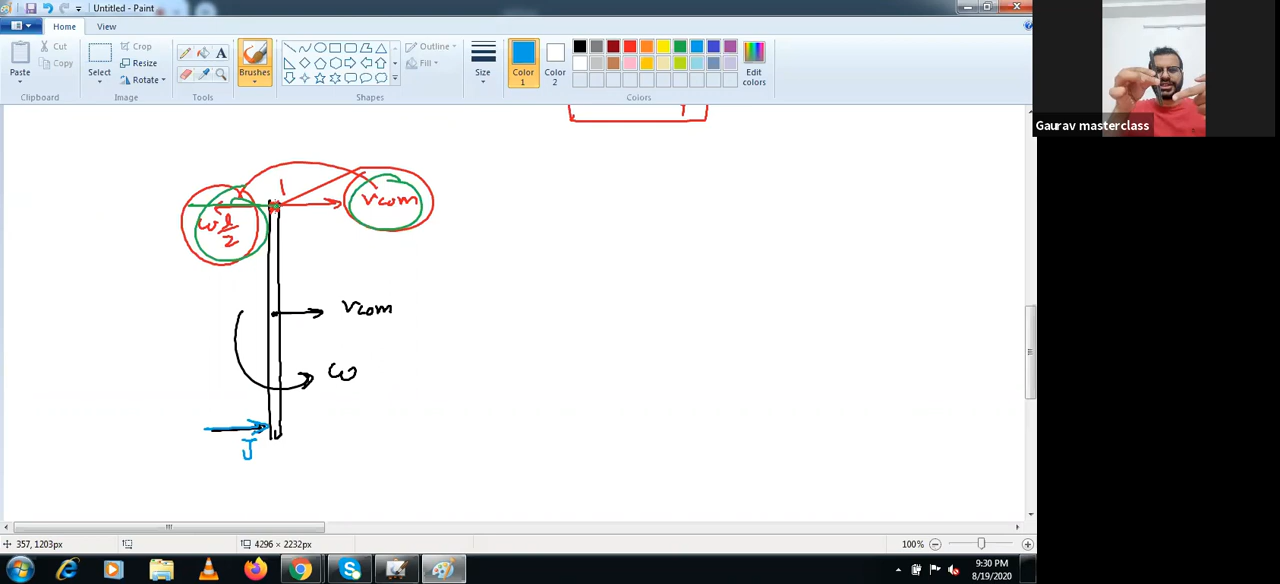 Untitled - Paint
Home
View
Paste
Cut
Copy
Clipboard
Select
Crop
Resize
Rotate
Image
A
Tools
Brushes
Shapes
Outline
Fill
Size
Color
1
Color
2
Colors
Edit
colors
Gaurav masterclass
1
vcom
ω l/2
vcom
ω
J
357, 1203px
4296 × 2232px
100%
9:30 PM
8/19/2020